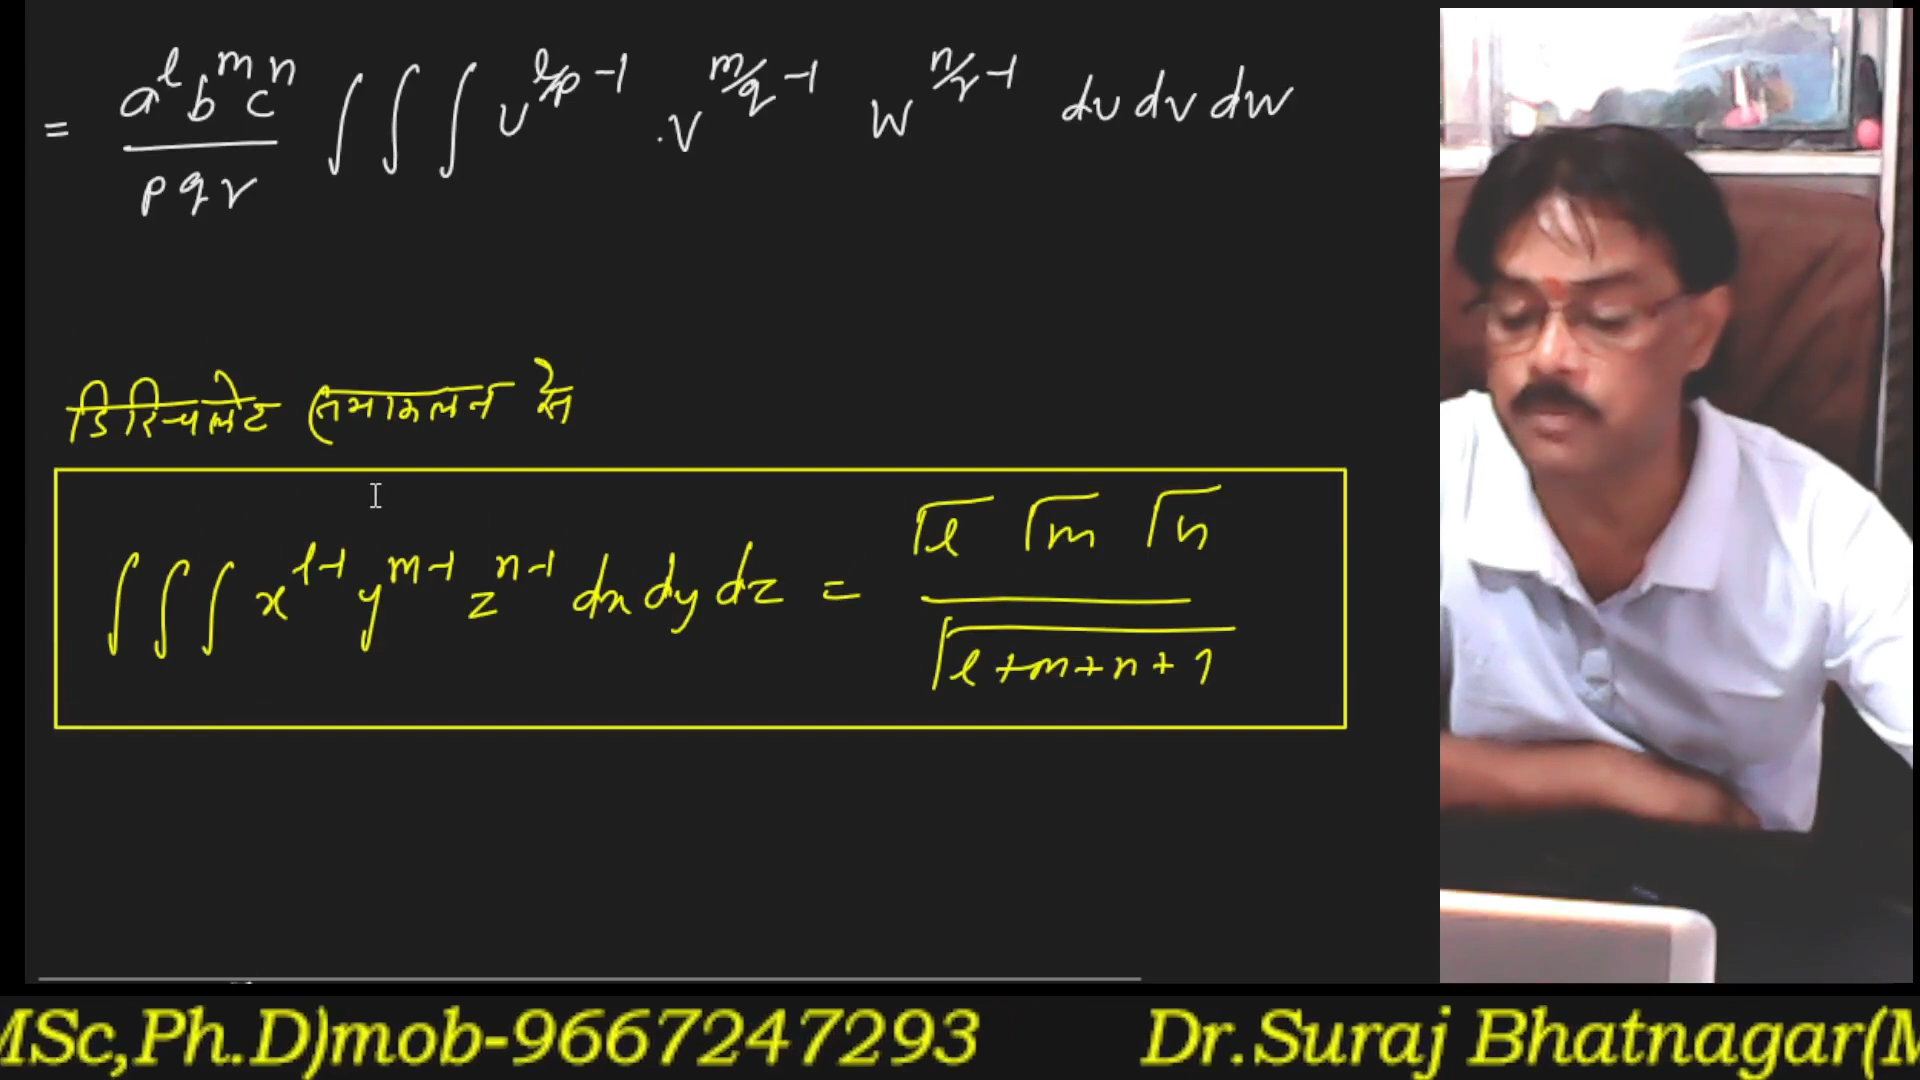 = a^l b^m c^n / pqr ∫∫∫ u^(l/p -1) . v^(m/q -1) w^(n/r -1) du dv dw
डिरिचलेट समाकलन से
∫∫∫ x^(l-1) y^(m-1) z^(n-1) dx dy dz = Γl Γm Γn / Γ(l+m+n+1)
MSc,Ph.D)mob-9667247293 Dr.Suraj Bhatnagar(M